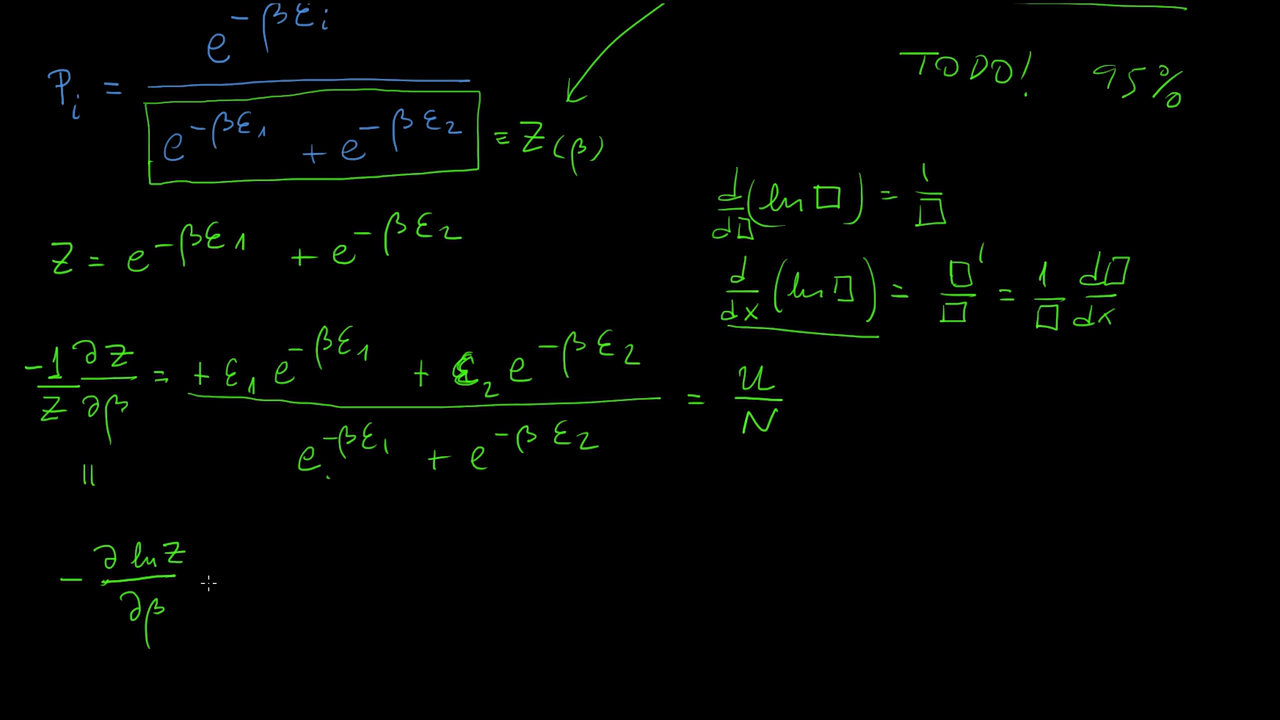 P_i = e^{-βε_i} / (e^{-βε_1} + e^{-βε_2}) = Z(β)
TODO! 95%
d/d□ (ln □) = 1/□
Z = e^{-βε_1} + e^{-βε_2}
d/dx (ln □) = □'/□ = 1/□ d□/dx
-1/Z ∂Z/∂β = (+ε_1 e^{-βε_1} + ε_2 e^{-βε_2}) / (e^{-βε_1} + e^{-βε_2}) = U/N
||
- ∂ ln Z / ∂β